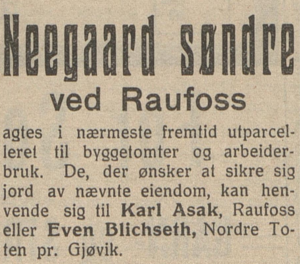 Neegaard søndre
ved Raufoss
agtes i nærmeste fremtid utparcel-
leret til byggetomter og arbeider-
bruk. De, der ønsker at sikre sig
jord av nævnte eiendom, kan hen-
vende sig til Karl Asak, Raufoss
eller Even Blichseth, Nordre To-
ten pr. Gjøvik.